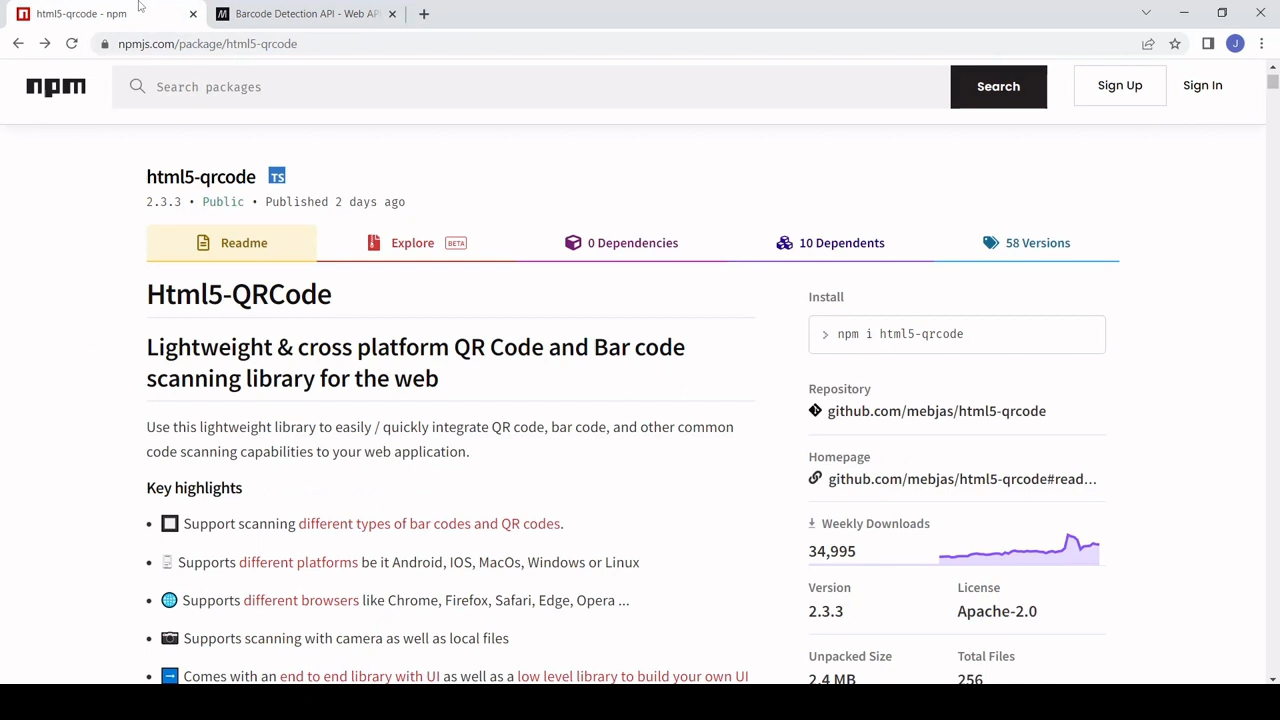 html5-qrcode - npm
Barcode Detection API - Web AP
npmjs.com/package/html5-qrcode
J
npm
Search packages
Search
Sign Up
Sign In
html5-qrcode TS
2.3.3 • Public • Published 2 days ago
Readme
Explore BETA
0 Dependencies
10 Dependents
58 Versions
Html5-QRCode
Lightweight & cross platform QR Code and Bar code
scanning library for the web
Use this lightweight library to easily / quickly integrate QR code, bar code, and other common
code scanning capabilities to your web application.
Key highlights
• Support scanning different types of bar codes and QR codes.
• Supports different platforms be it Android, IOS, MacOs, Windows or Linux
• Supports different browsers like Chrome, Firefox, Safari, Edge, Opera ...
• Supports scanning with camera as well as local files
• Comes with an end to end library with UI as well as a low level library to build your own UI
Install
> npm i html5-qrcode
Repository
github.com/mebjas/html5-qrcode
Homepage
github.com/mebjas/html5-qrcode#read...
Weekly Downloads
34,995
Version
License
2.3.3
Apache-2.0
Unpacked Size
Total Files
2.4 MB
256